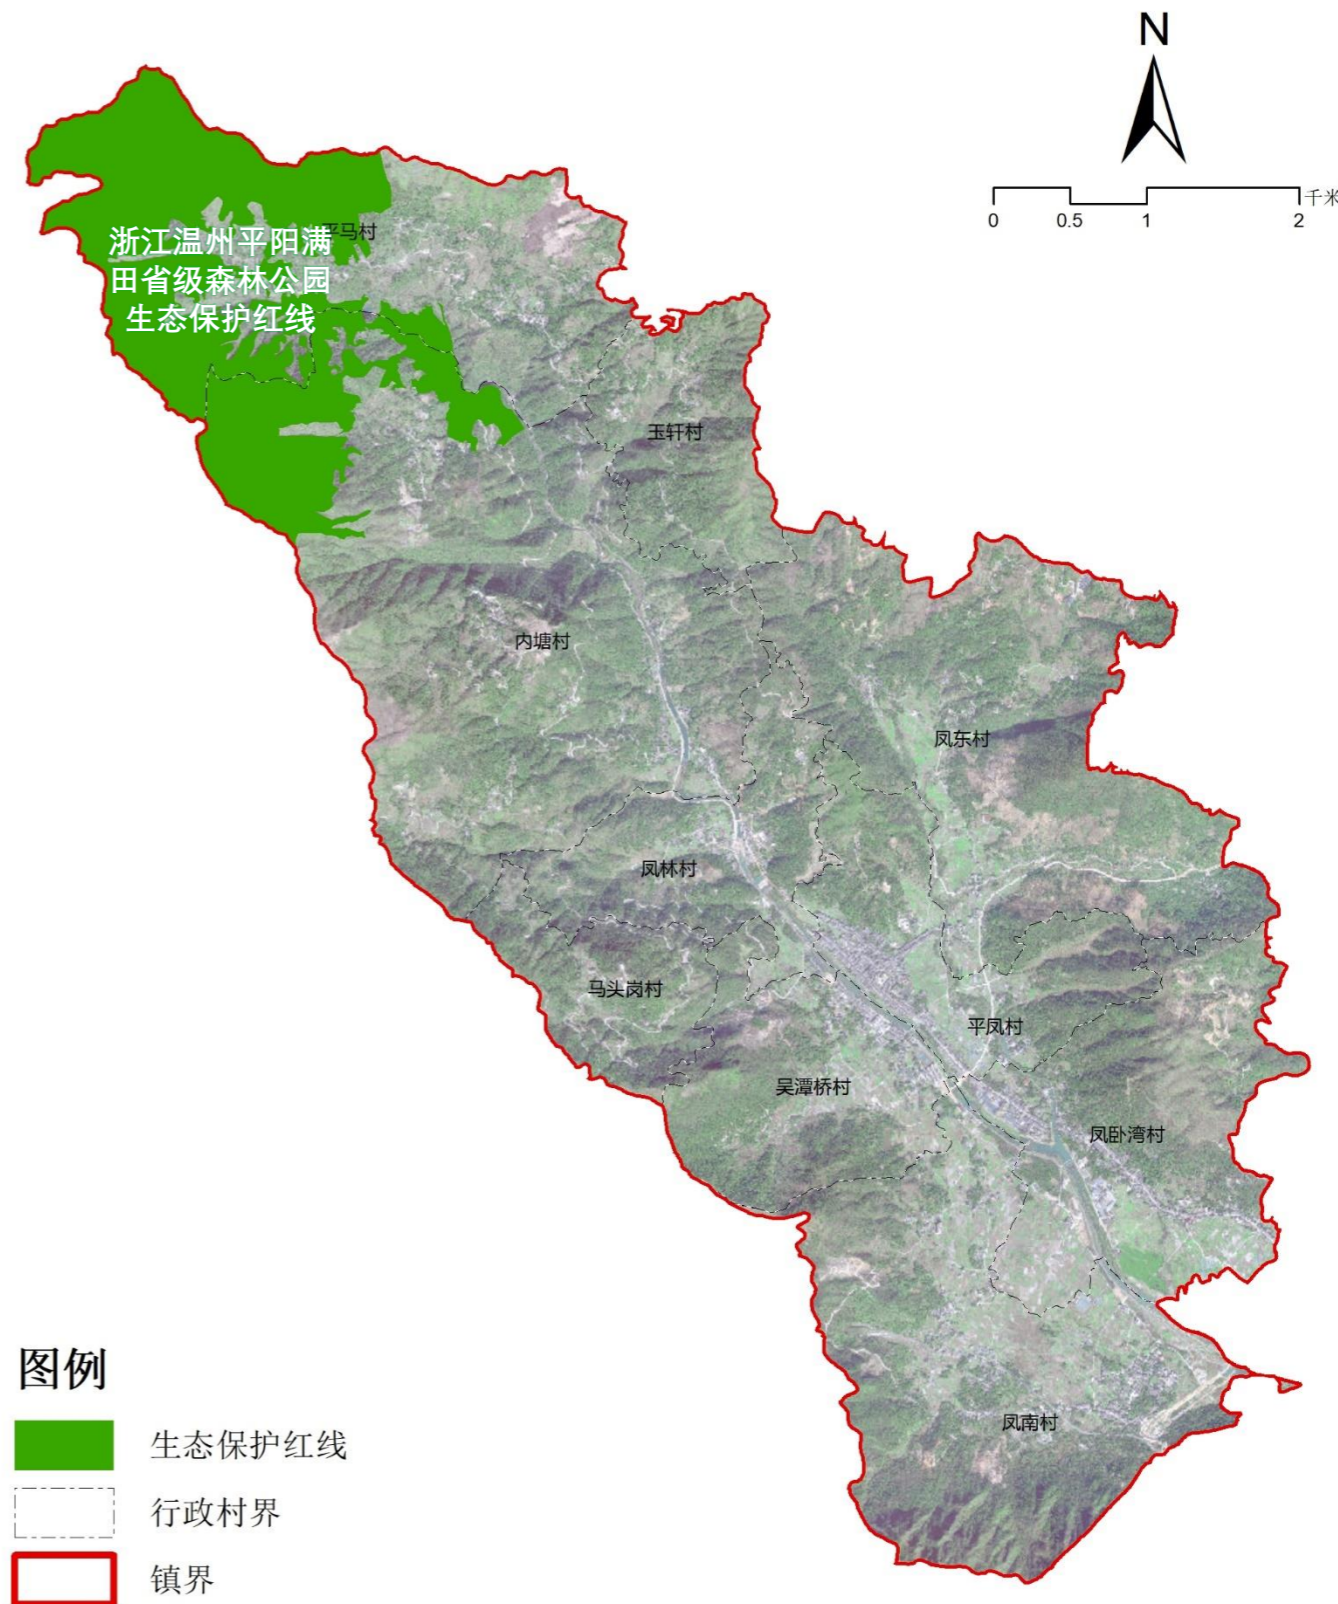 N
千米
0 0.5 1 2
平马村
浙江温州平阳满
田省级森林公园
生态保护红线
玉轩村
内塘村
凤东村
凤林村
马头岗村
平凤村
吴潭桥村
凤卧湾村
凤南村
图例
生态保护红线
行政村界
镇界